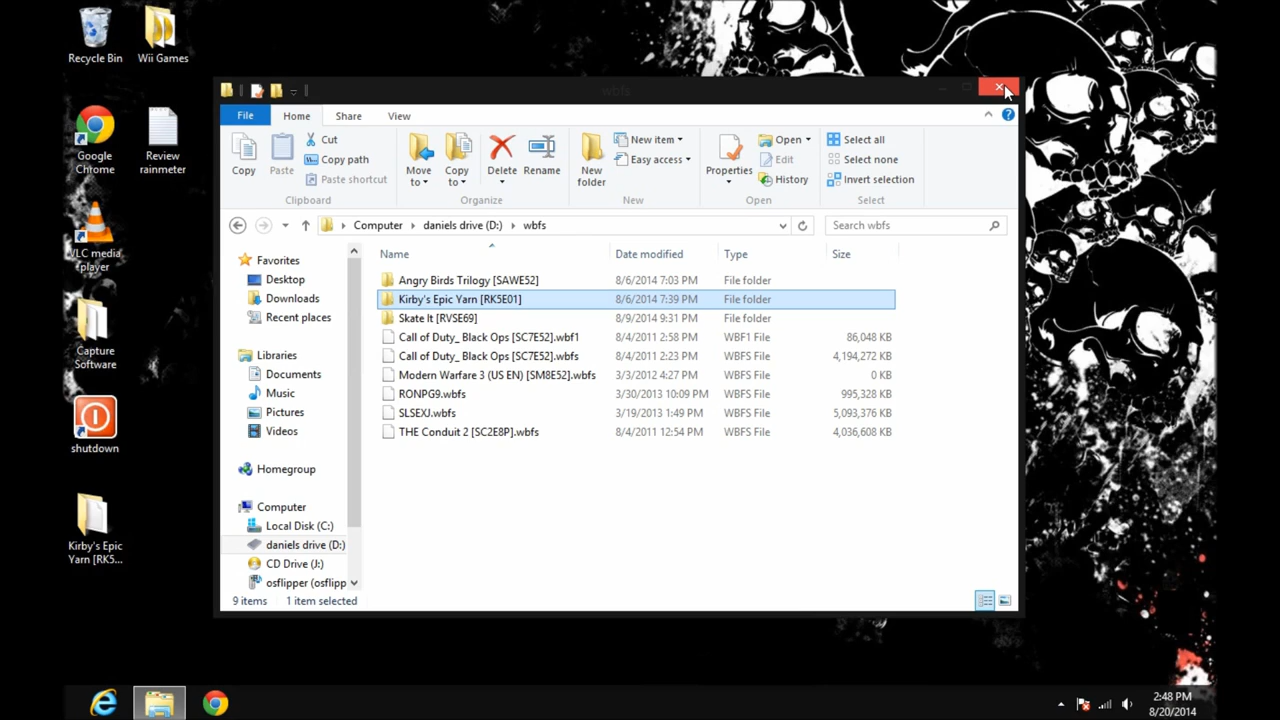 Recycle Bin
Wii Games
Google Chrome
Review rainmeter
VLC media player
Capture Software
shutdown
Kirby's Epic Yarn [RK5...
wbfs
File Home Share View
Copy
Paste
Cut
Copy path
Paste shortcut
Clipboard
Move to
Copy to
Delete
Rename
Organize
New folder
New item
Easy access
New
Properties
Open
Edit
History
Open
Select all
Select none
Invert selection
Select
Computer daniels drive (D:) wbfs
Search wbfs
Favorites
Desktop
Downloads
Recent places
Libraries
Documents
Music
Pictures
Videos
Homegroup
Computer
Local Disk (C:)
daniels drive (D:)
CD Drive (J:)
osflipper (osflipp
Name Date modified Type Size
Angry Birds Trilogy [SAWE52] 8/6/2014 7:03 PM File folder
Kirby's Epic Yarn [RK5E01] 8/6/2014 7:39 PM File folder
Skate It [RVSE69] 8/9/2014 9:31 PM File folder
Call of Duty_ Black Ops [SC7E52].wbf1 8/4/2011 2:58 PM WBF1 File 86,048 KB
Call of Duty_ Black Ops [SC7E52].wbfs 8/4/2011 2:23 PM WBFS File 4,194,272 KB
Modern Warfare 3 (US EN) [SM8E52].wbfs 3/3/2012 4:27 PM WBFS File 0 KB
RONPG9.wbfs 3/30/2013 10:09 PM WBFS File 995,328 KB
SLSEXJ.wbfs 3/19/2013 1:49 PM WBFS File 5,093,376 KB
THE Conduit 2 [SC2E8P].wbfs 8/4/2011 12:54 PM WBFS File 4,036,608 KB
9 items 1 item selected
2:48 PM
8/20/2014